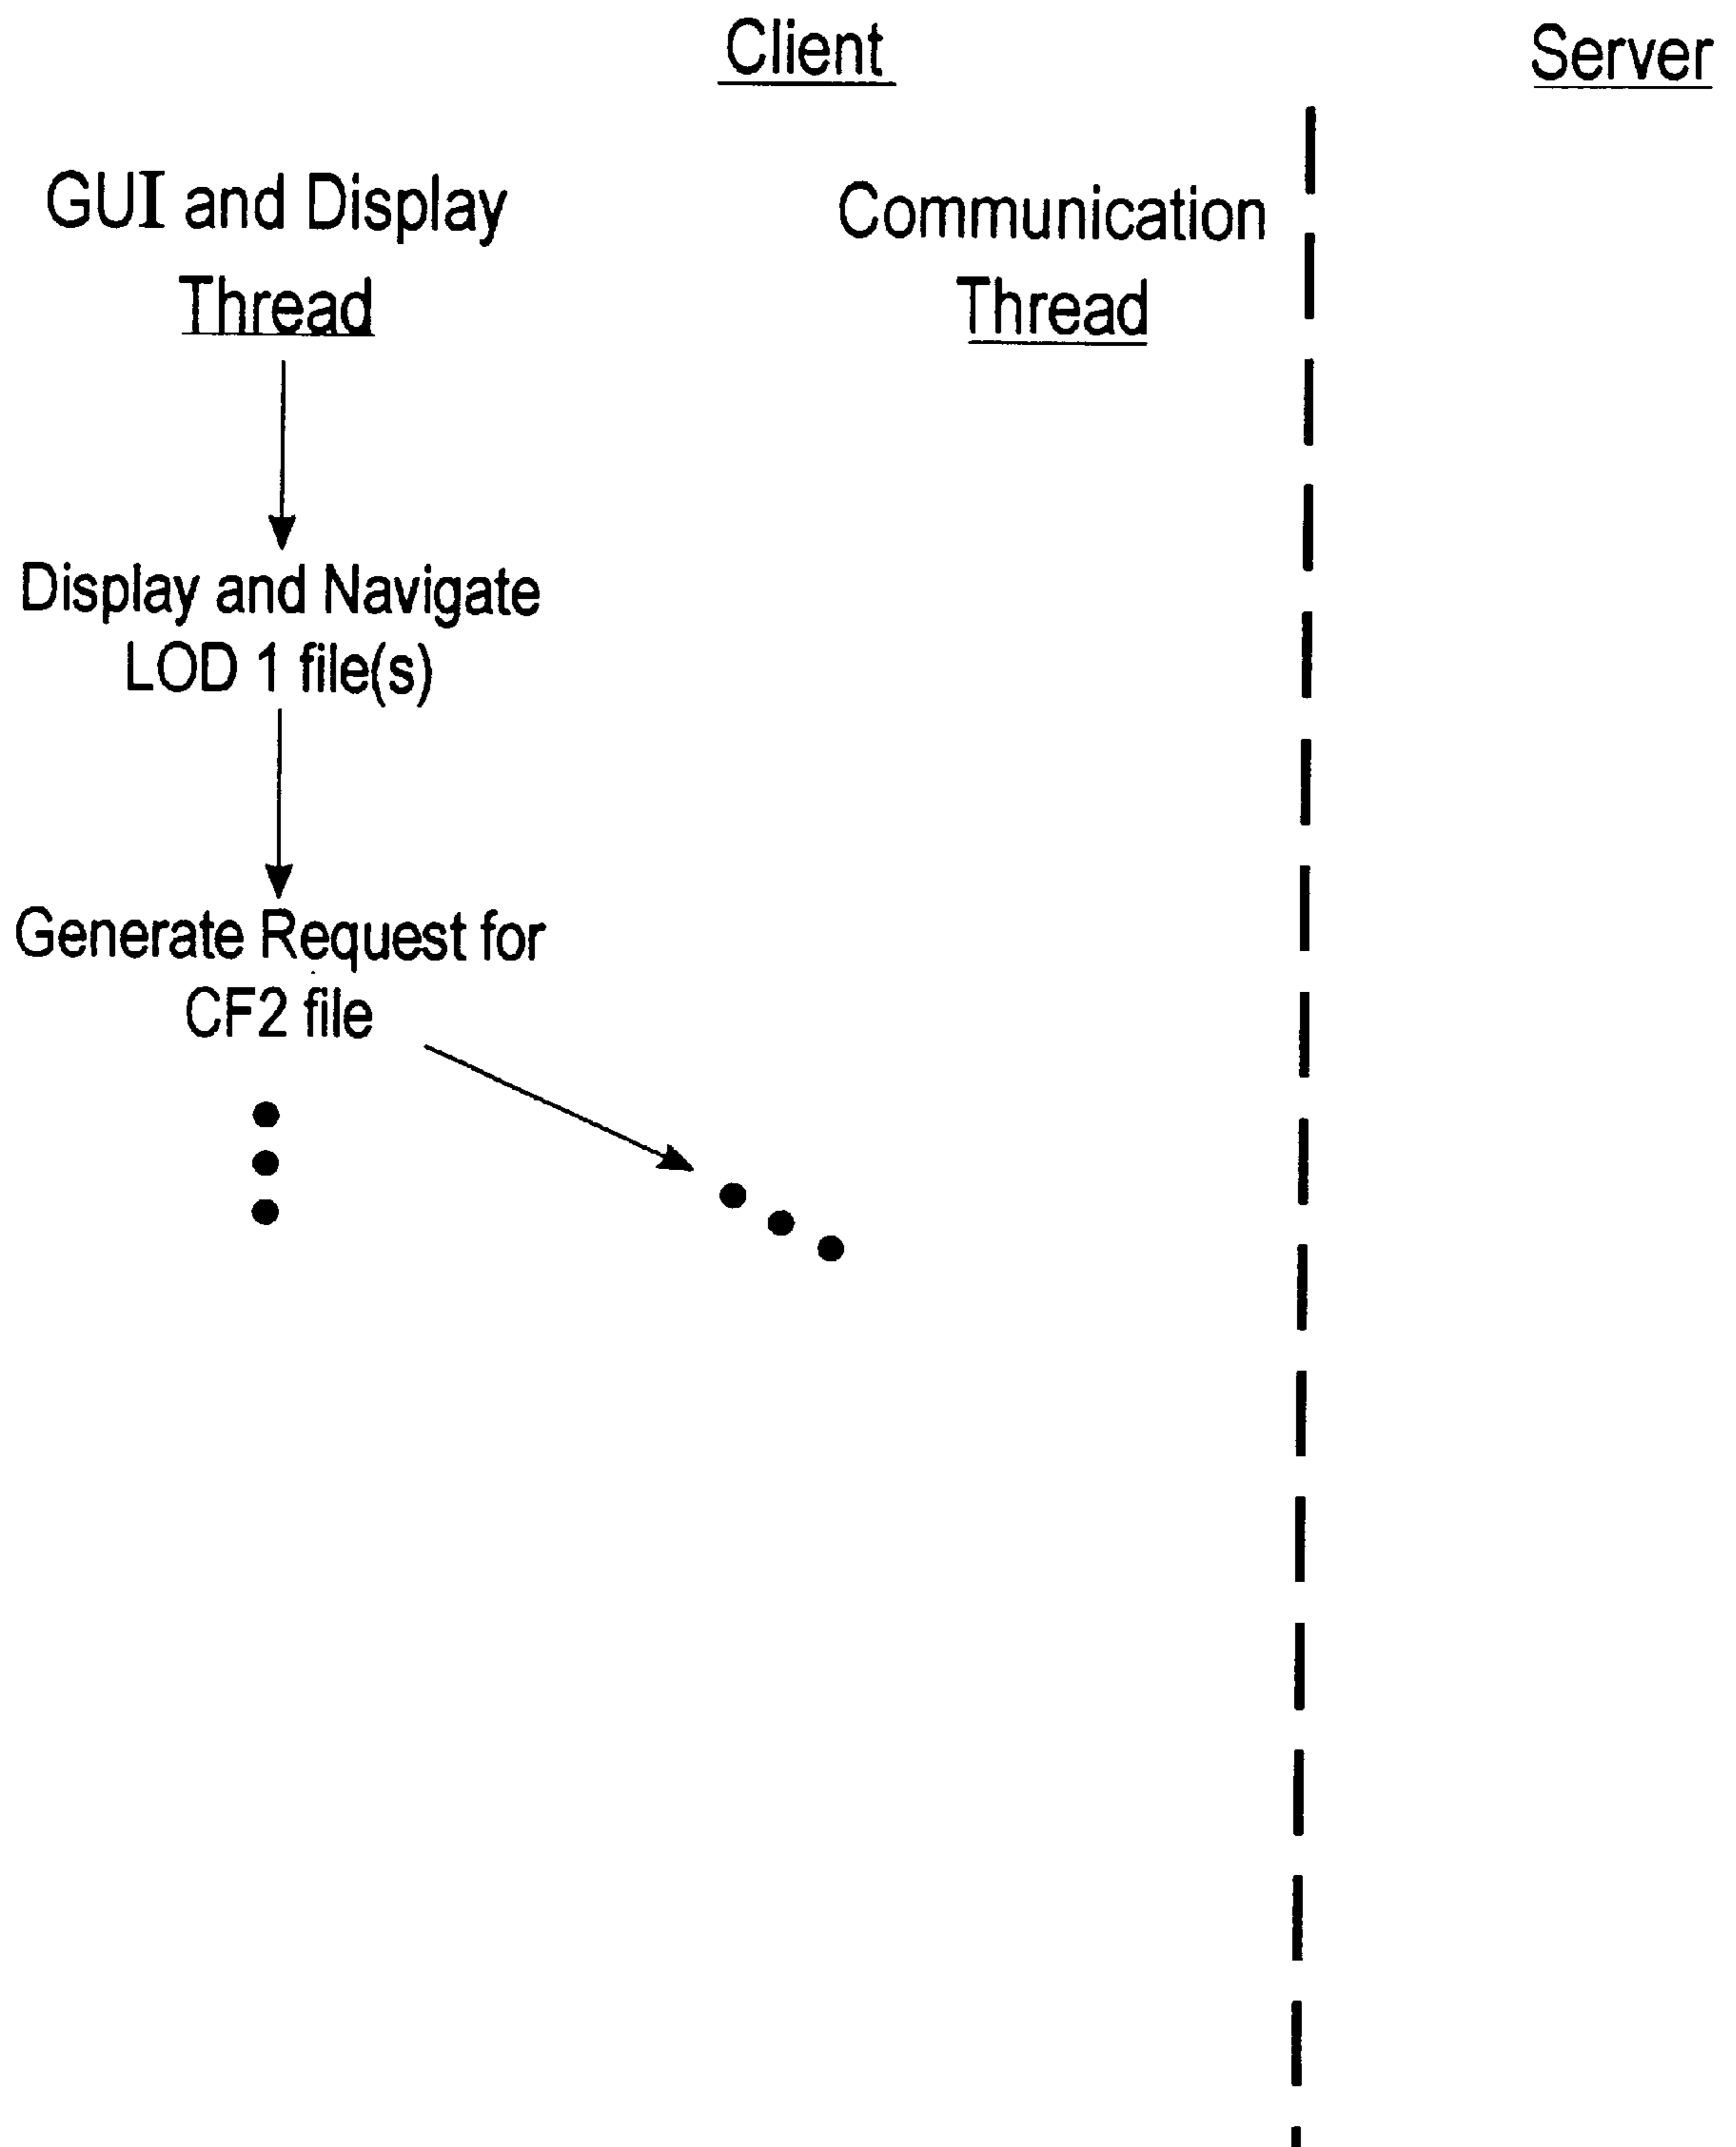 Client
Server
GUI and Display
Thread
Communication
Thread
Display and Navigate
LOD 1 file(s)
Generate Request for
CF2 file